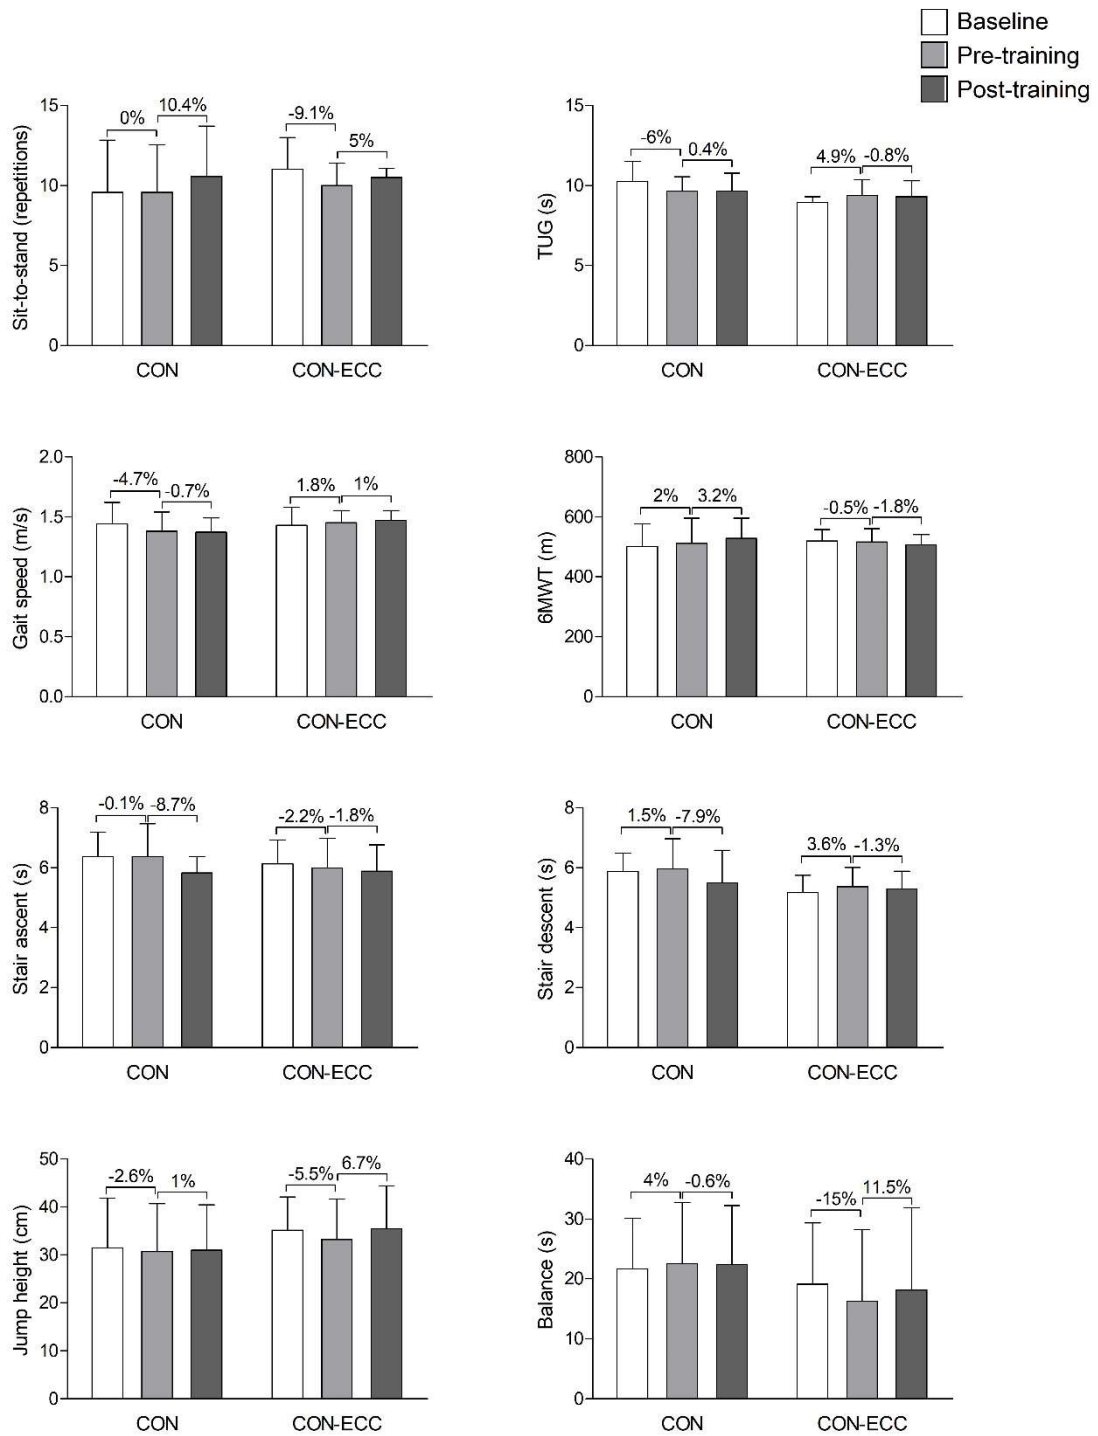 Baseline
Pre-training
Post-training
Sit-to-stand (repetitions)
15
10
5
0
0%
10.4%
-9.1%
5%
CON
CON-ECC
TUG (s)
15
10
5
0
-6%
0.4%
4.9%
-0.8%
CON
CON-ECC
Gait speed (m/s)
2.0
1.5
1.0
0.5
0.0
-4.7%
-0.7%
1.8%
1%
CON
CON-ECC
6MWT (m)
800
600
400
200
0
2%
3.2%
-0.5%
-1.8%
CON
CON-ECC
Stair ascent (s)
8
6
4
2
0
-0.1%
-8.7%
-2.2%
-1.8%
CON
CON-ECC
Stair descent (s)
8
6
4
2
0
1.5%
-7.9%
3.6%
-1.3%
CON
CON-ECC
Jump height (cm)
50
40
30
20
10
0
-2.6%
1%
-5.5%
6.7%
CON
CON-ECC
Balance (s)
40
30
20
10
0
4%
-0.6%
-15%
11.5%
CON
CON-ECC